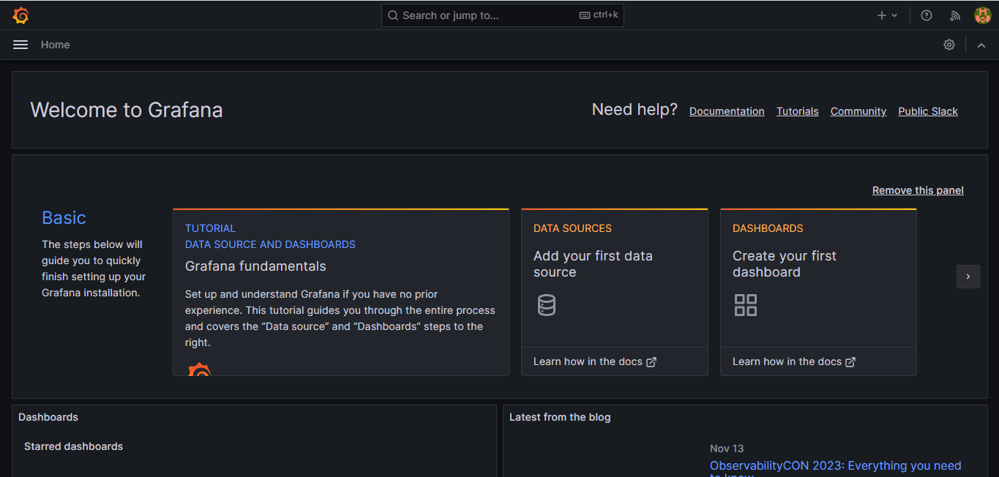 Search or jump to...
ctrl+k
Home
Welcome to Grafana
Need help?
Documentation
Tutorials
Community
Public Slack
Remove this panel
Basic
The steps below will
guide you to quickly
finish setting up your
Grafana installation.
TUTORIAL
DATA SOURCE AND DASHBOARDS
Grafana fundamentals
Set up and understand Grafana if you have no prior
experience. This tutorial guides you through the entire process
and covers the “Data source” and “Dashboards” steps to the
right.
DATA SOURCES
Add your first data
source
Learn how in the docs
DASHBOARDS
Create your first
dashboard
Learn how in the docs
Dashboards
Starred dashboards
Latest from the blog
Nov 13
ObservabilityCON 2023: Everything you need
to know